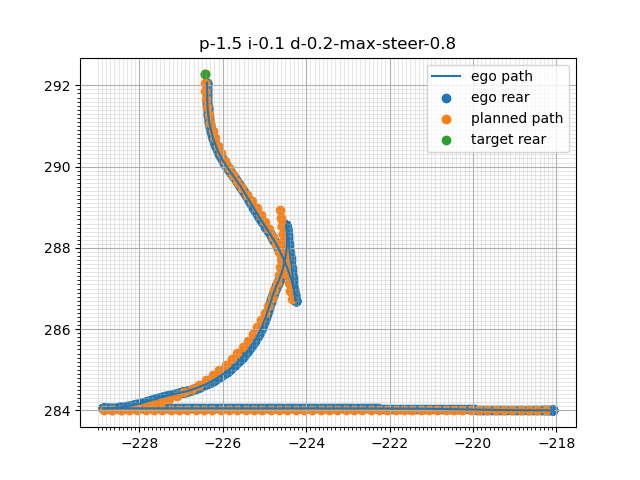 p-1.5 i-0.1 d-0.2-max-steer-0.8
ego path
ego rear
planned path
target rear
292
290
288
286
284
−228
−226
−224
−222
−220
−218